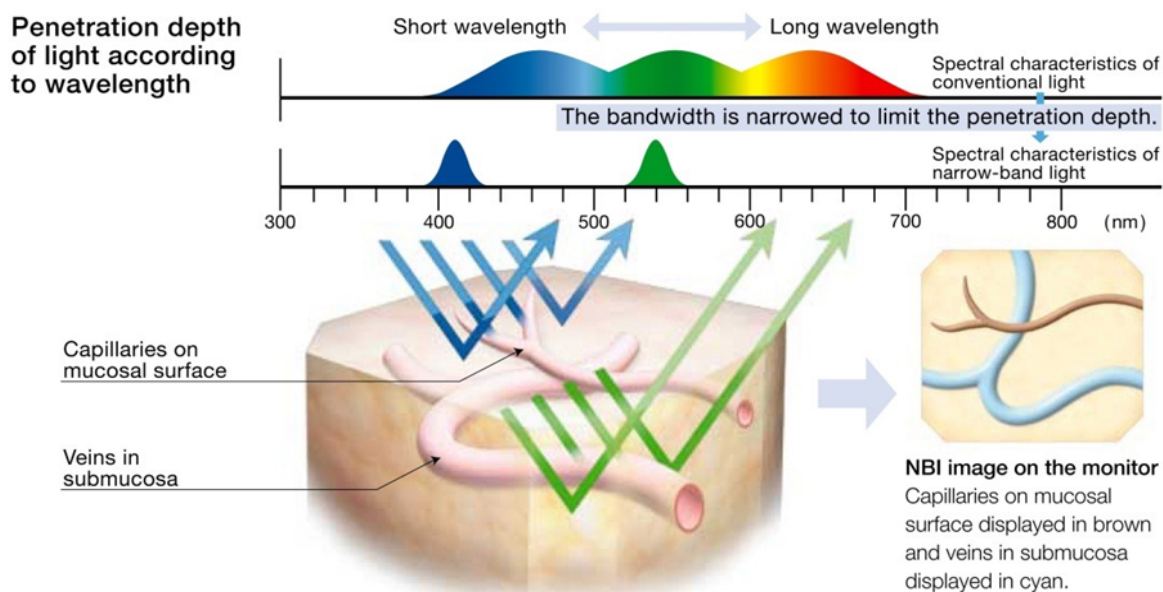 Penetration depth
of light according
to wavelength
Short wavelength
Long wavelength
Spectral characteristics of
conventional light
The bandwidth is narrowed to limit the penetration depth.
Spectral characteristics of
narrow-band light
300 400 500 600 700 800 (nm)
Capillaries on
mucosal surface
Veins in
submucosa
NBI image on the monitor
Capillaries on mucosal
surface displayed in brown
and veins in submucosa
displayed in cyan.